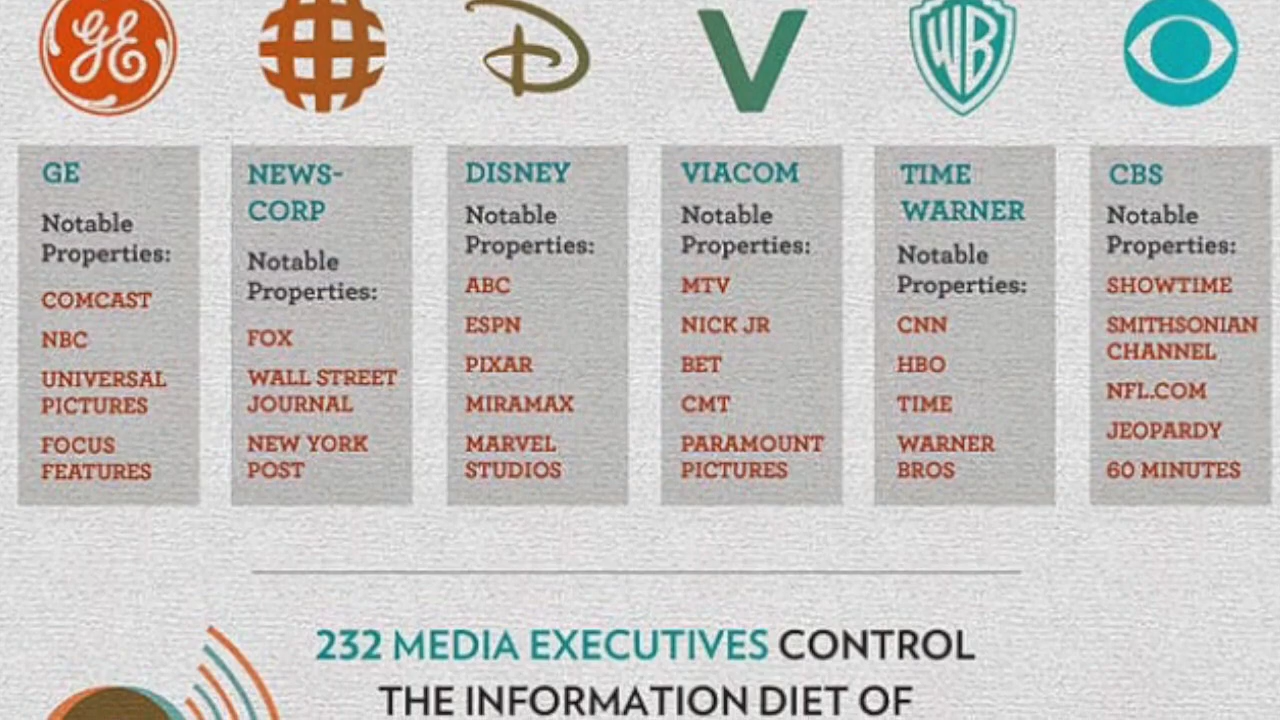 GE
WB
GE
Notable
Properties:
COMCAST
NBC
UNIVERSAL
PICTURES
FOCUS
FEATURES
NEWS-
CORP
Notable
Properties:
FOX
WALL STREET
JOURNAL
NEW YORK
POST
DISNEY
Notable
Properties:
ABC
ESPN
PIXAR
MIRAMAX
MARVEL
STUDIOS
VIACOM
Notable
Properties:
MTV
NICK JR
BET
CMT
PARAMOUNT
PICTURES
TIME
WARNER
Notable
Properties:
CNN
HBO
TIME
WARNER
BROS
CBS
Notable
Properties:
SHOWTIME
SMITHSONIAN
CHANNEL
NFL.COM
JEOPARDY
60 MINUTES
232 MEDIA EXECUTIVES CONTROL
THE INFORMATION DIET OF